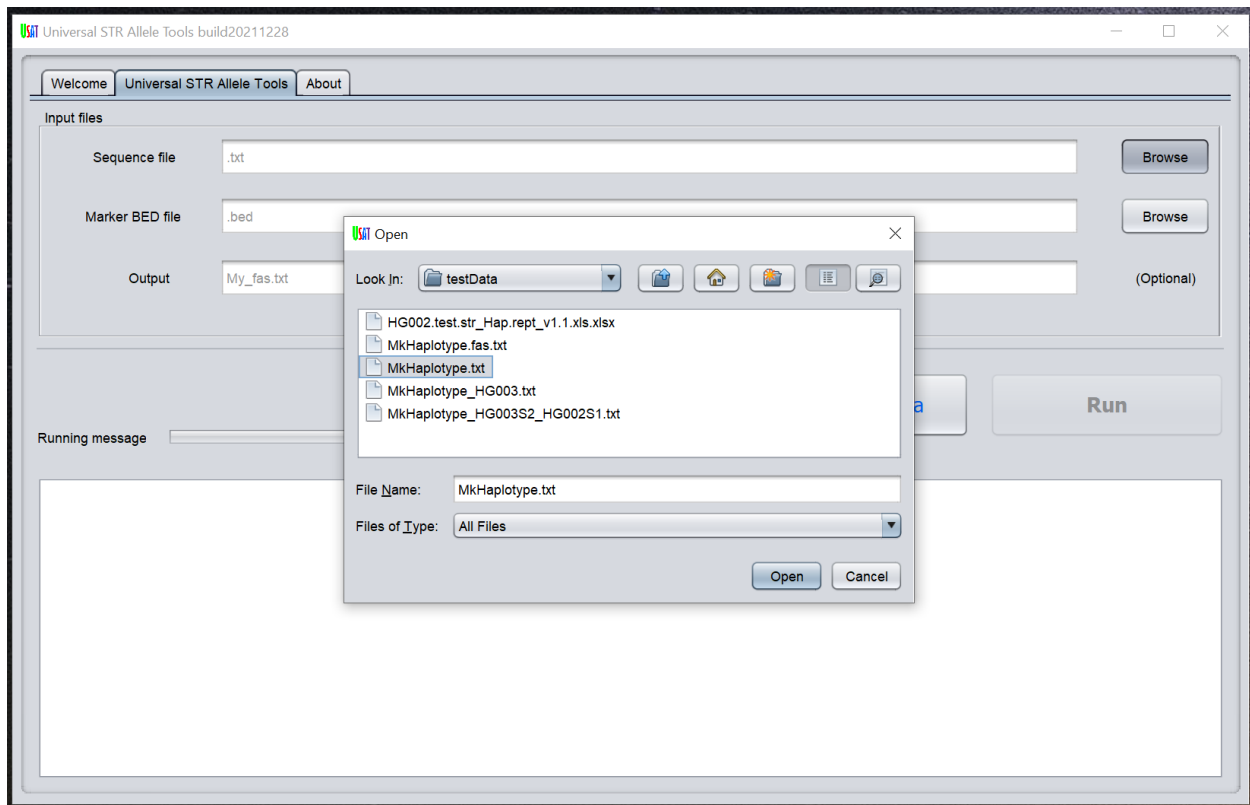 USAT Universal STR Allele Tools build20211228
Welcome Universal STR Allele Tools About
Input files
Sequence file .txt Browse
Marker BED file .bed Browse
Output My_fas.txt (Optional)
USAT Open
Look In: testData
HG002.test.str_Hap.rept_v1.1.xls.xlsx
MkHaplotype.fas.txt
MkHaplotype.txt
MkHaplotype_HG003.txt
MkHaplotype_HG003S2_HG002S1.txt
File Name: MkHaplotype.txt
Files of Type: All Files
Open Cancel
a Run
Running message